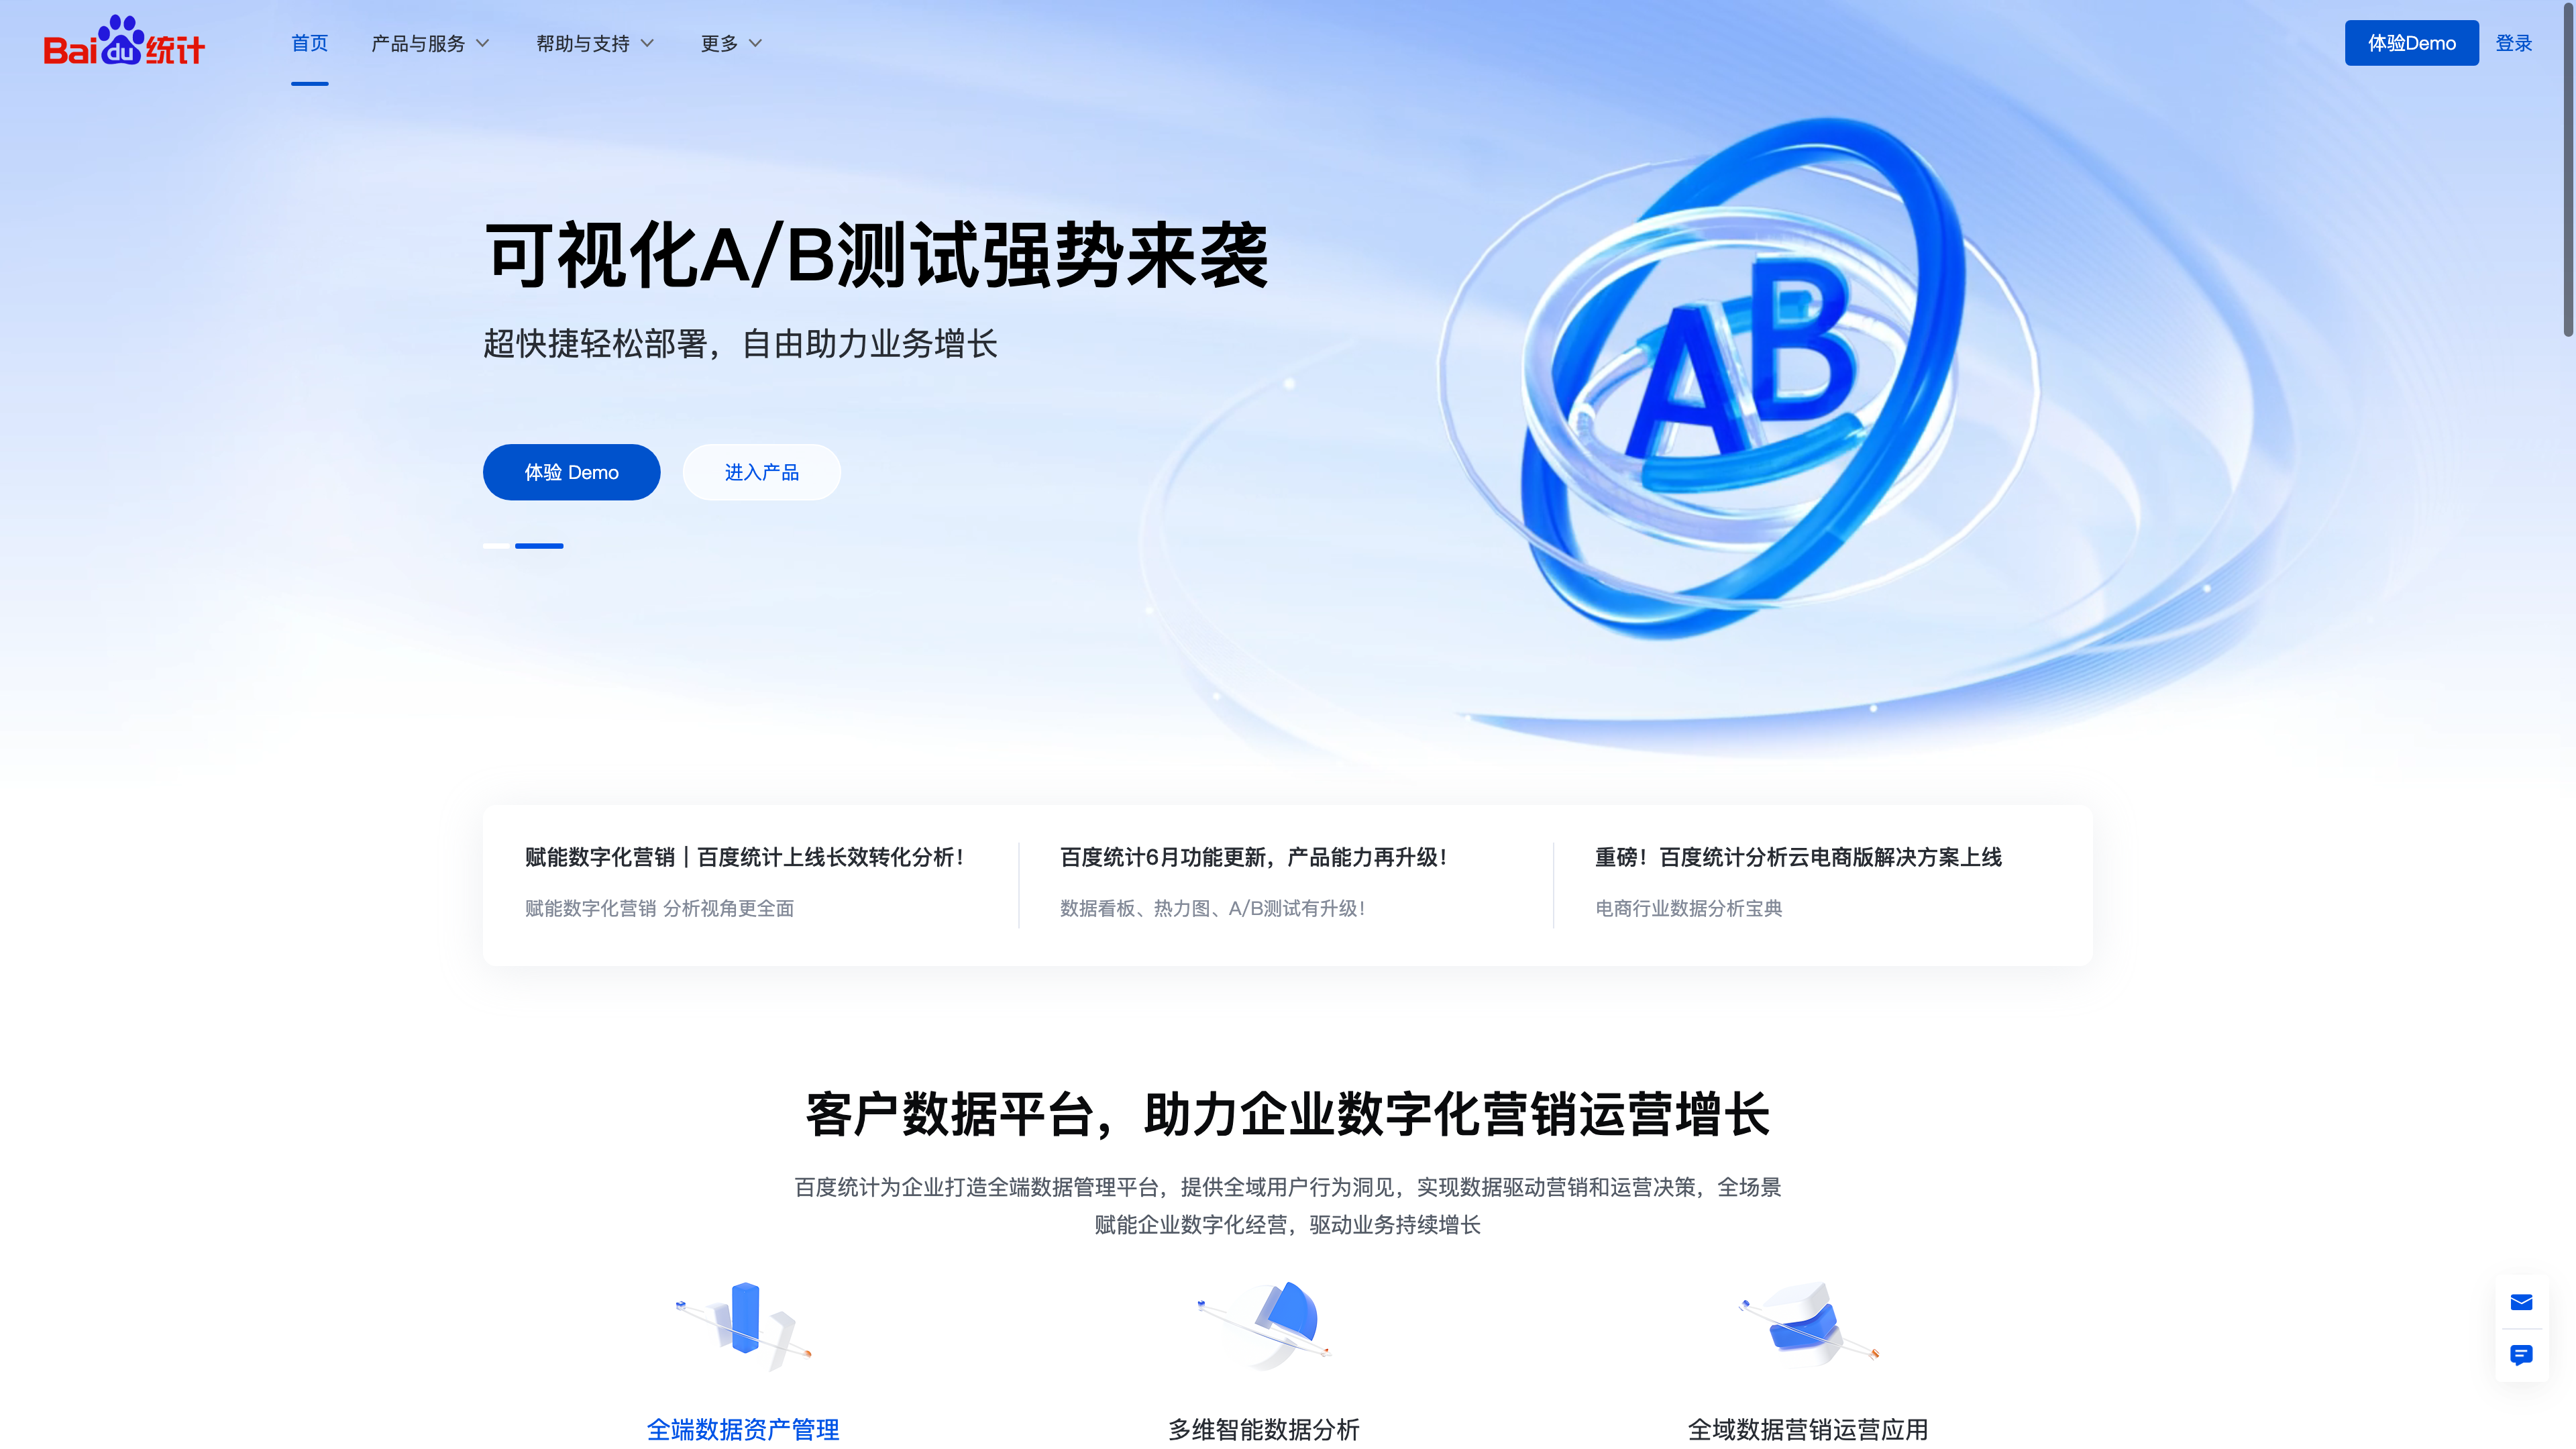 Baidu统计
首页
产品与服务
帮助与支持
更多
体验Demo
登录
可视化A/B测试强势来袭
超快捷轻松部署，自由助力业务增长
体验 Demo
进入产品
AB
赋能数字化营销｜百度统计上线长效转化分析！
赋能数字化营销 分析视角更全面
百度统计6月功能更新，产品能力再升级！
数据看板、热力图、A/B测试有升级！
重磅！百度统计分析云电商版解决方案上线
电商行业数据分析宝典
客户数据平台，助力企业数字化营销运营增长
百度统计为企业打造全端数据管理平台，提供全域用户行为洞见，实现数据驱动营销和运营决策，全场景
赋能企业数字化经营，驱动业务持续增长
全端数据资产管理
多维智能数据分析
全域数据营销运营应用